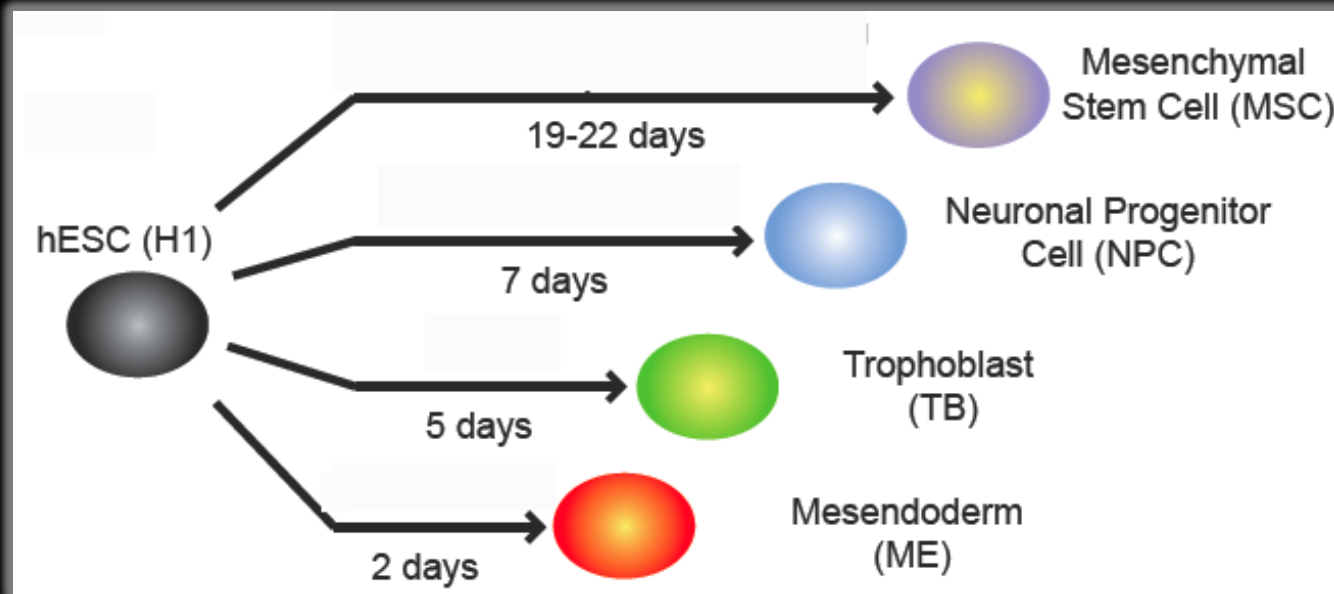 Mesenchymal
Stem Cell (MSC)
19-22 days
Neuronal Progenitor
Cell (NPC)
hESC (H1)
7 days
Trophoblast
(TB)
5 days
Mesendoderm
(ME)
2 days